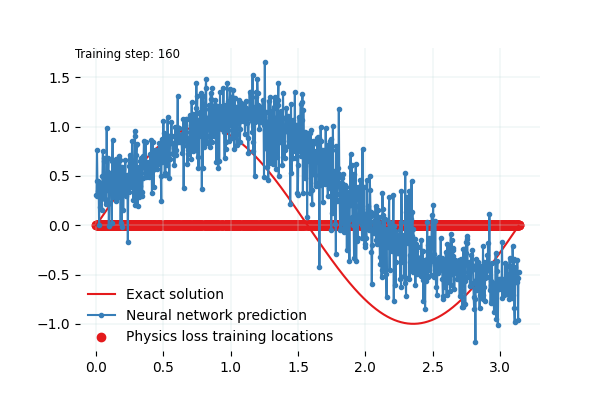 Training step: 160
1.5
1.0
0.5
0.0
−0.5
−1.0
Exact solution
Neural network prediction
Physics loss training locations
0.0 0.5 1.0 1.5 2.0 2.5 3.0